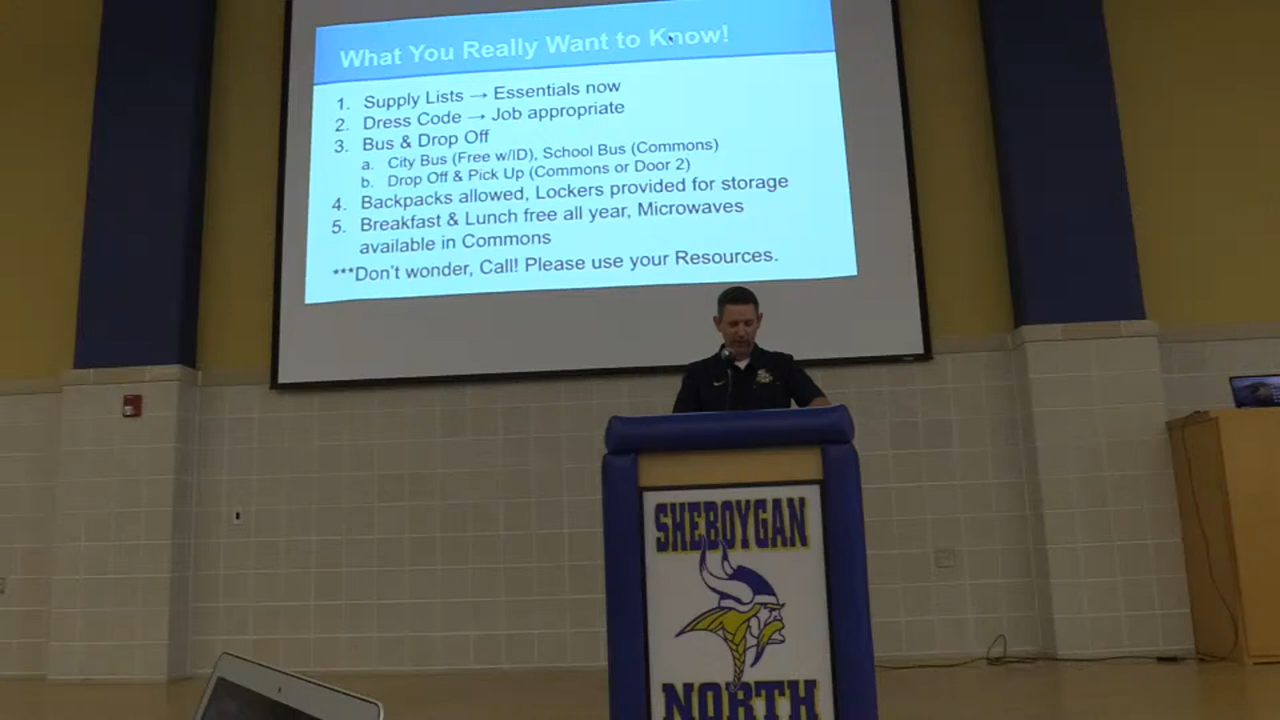 What You Really Want to Know!
1. Supply Lists → Essentials now
2. Dress Code → Job appropriate
3. Bus & Drop Off
a. City Bus (Free w/ID), School Bus (Commons)
b. Drop Off & Pick Up (Commons or Door 2)
4. Backpacks allowed, Lockers provided for storage
5. Breakfast & Lunch free all year, Microwaves
available in Commons
***Don't wonder, Call! Please use your Resources.
SHEBOYGAN
NORTH